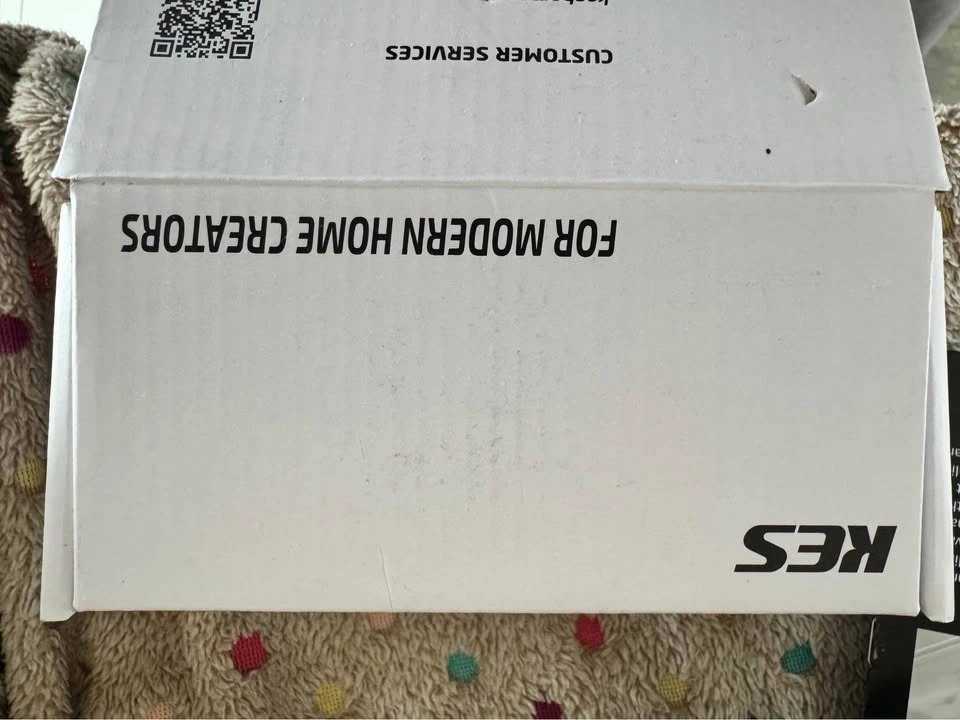 KES
FOR MODERN HOME CREATORS
CUSTOMER SERVICES